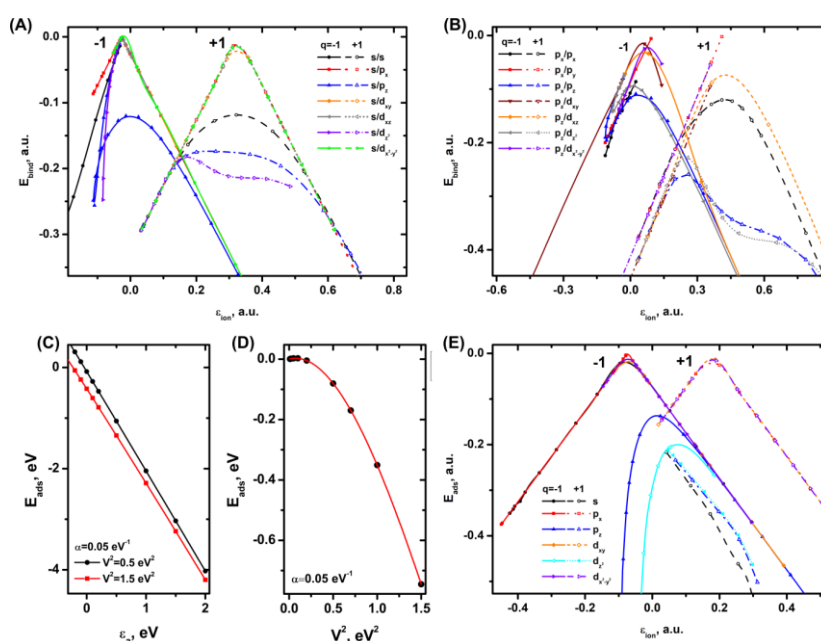 (A)
0.0
-0.1
-0.2
-0.3
E_bind, a.u.
-1
+1
q=-1 +1
s/s
s/p_x
s/p_z
s/d_xy
s/d_xz
s/d_z²
s/d_x²-y²
0.0 0.2 0.4 0.6 0.8
ε_ion, a.u.
(B)
0.0
-0.2
-0.4
E_bind, a.u.
-1
+1
q=-1 +1
p_x/p_y
p_x/p_z
p_x/d_xy
p_z/d_xz
p_z/d_z²
p_z/d_x²-y²
-0.6 -0.3 0.0 0.3 0.6
ε_ion, a.u.
(C)
0
-2
-4
E_ads, eV
α=0.05 eV⁻¹
V²=0.5 eV²
V²=1.5 eV²
0 1 2
(D)
0.0
-0.2
-0.4
-0.6
E_ads, eV
α=0.05 eV⁻¹
0.0 0.5 1.0 1.5
V², eV²
(E)
0.0
-0.2
-0.4
E_ads, a.u.
-1
+1
q=-1 +1
s
p_x
p_z
d_xy
d_z²
d_x²-y²
-0.4 -0.2 0.0 0.2 0.4
ε_ion, a.u.